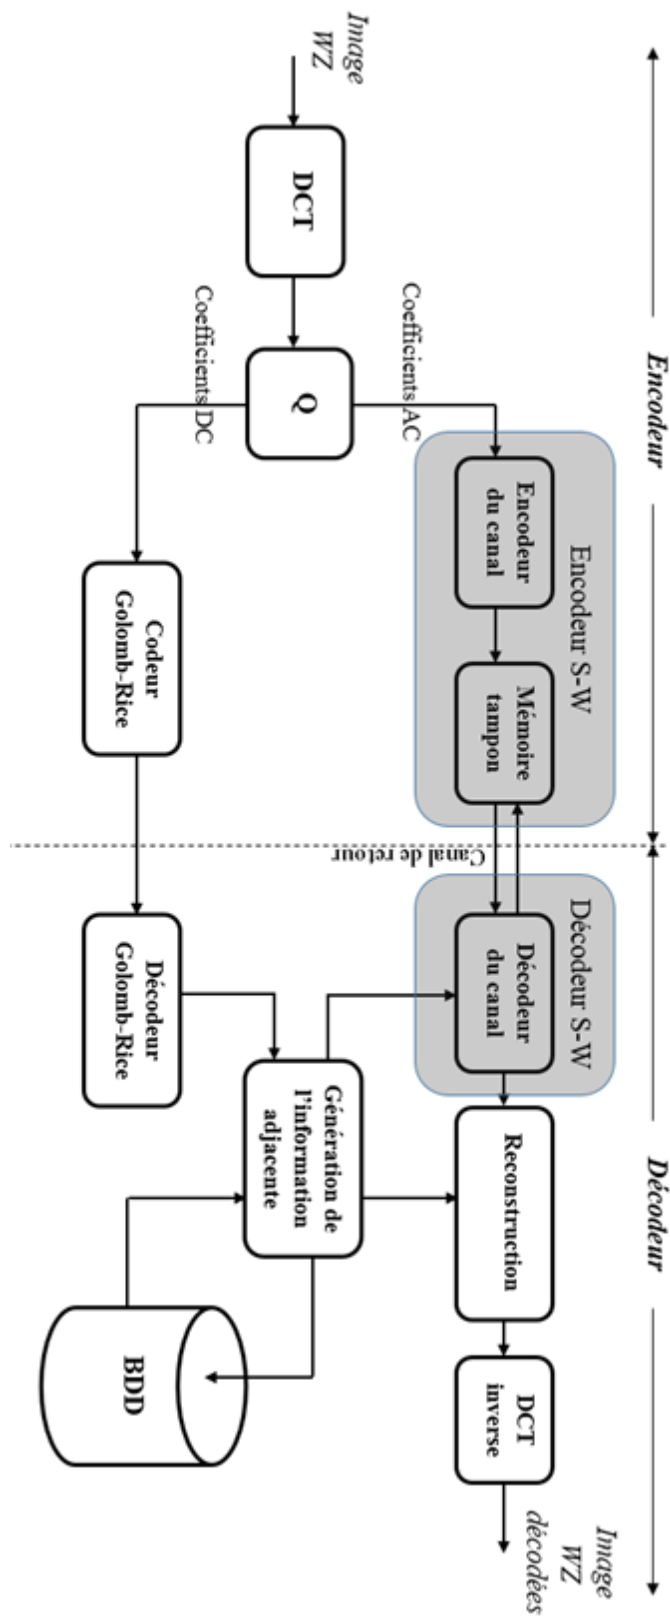 Encodeur
Décodeur
Encodeur S-W
Décodeur S-W
Encodeur
du canal
Mémoire
tampon
Décodeur
du canal
Reconstruction
DCT
inverse
Image
WZ
décodées
Canal de retour
Coefficients AC
Image
WZ
DCT
Q
Génération de
l'information
adjacente
Coefficients DC
Codeur
Golomb-Rice
Décodeur
Golomb-Rice
BDD